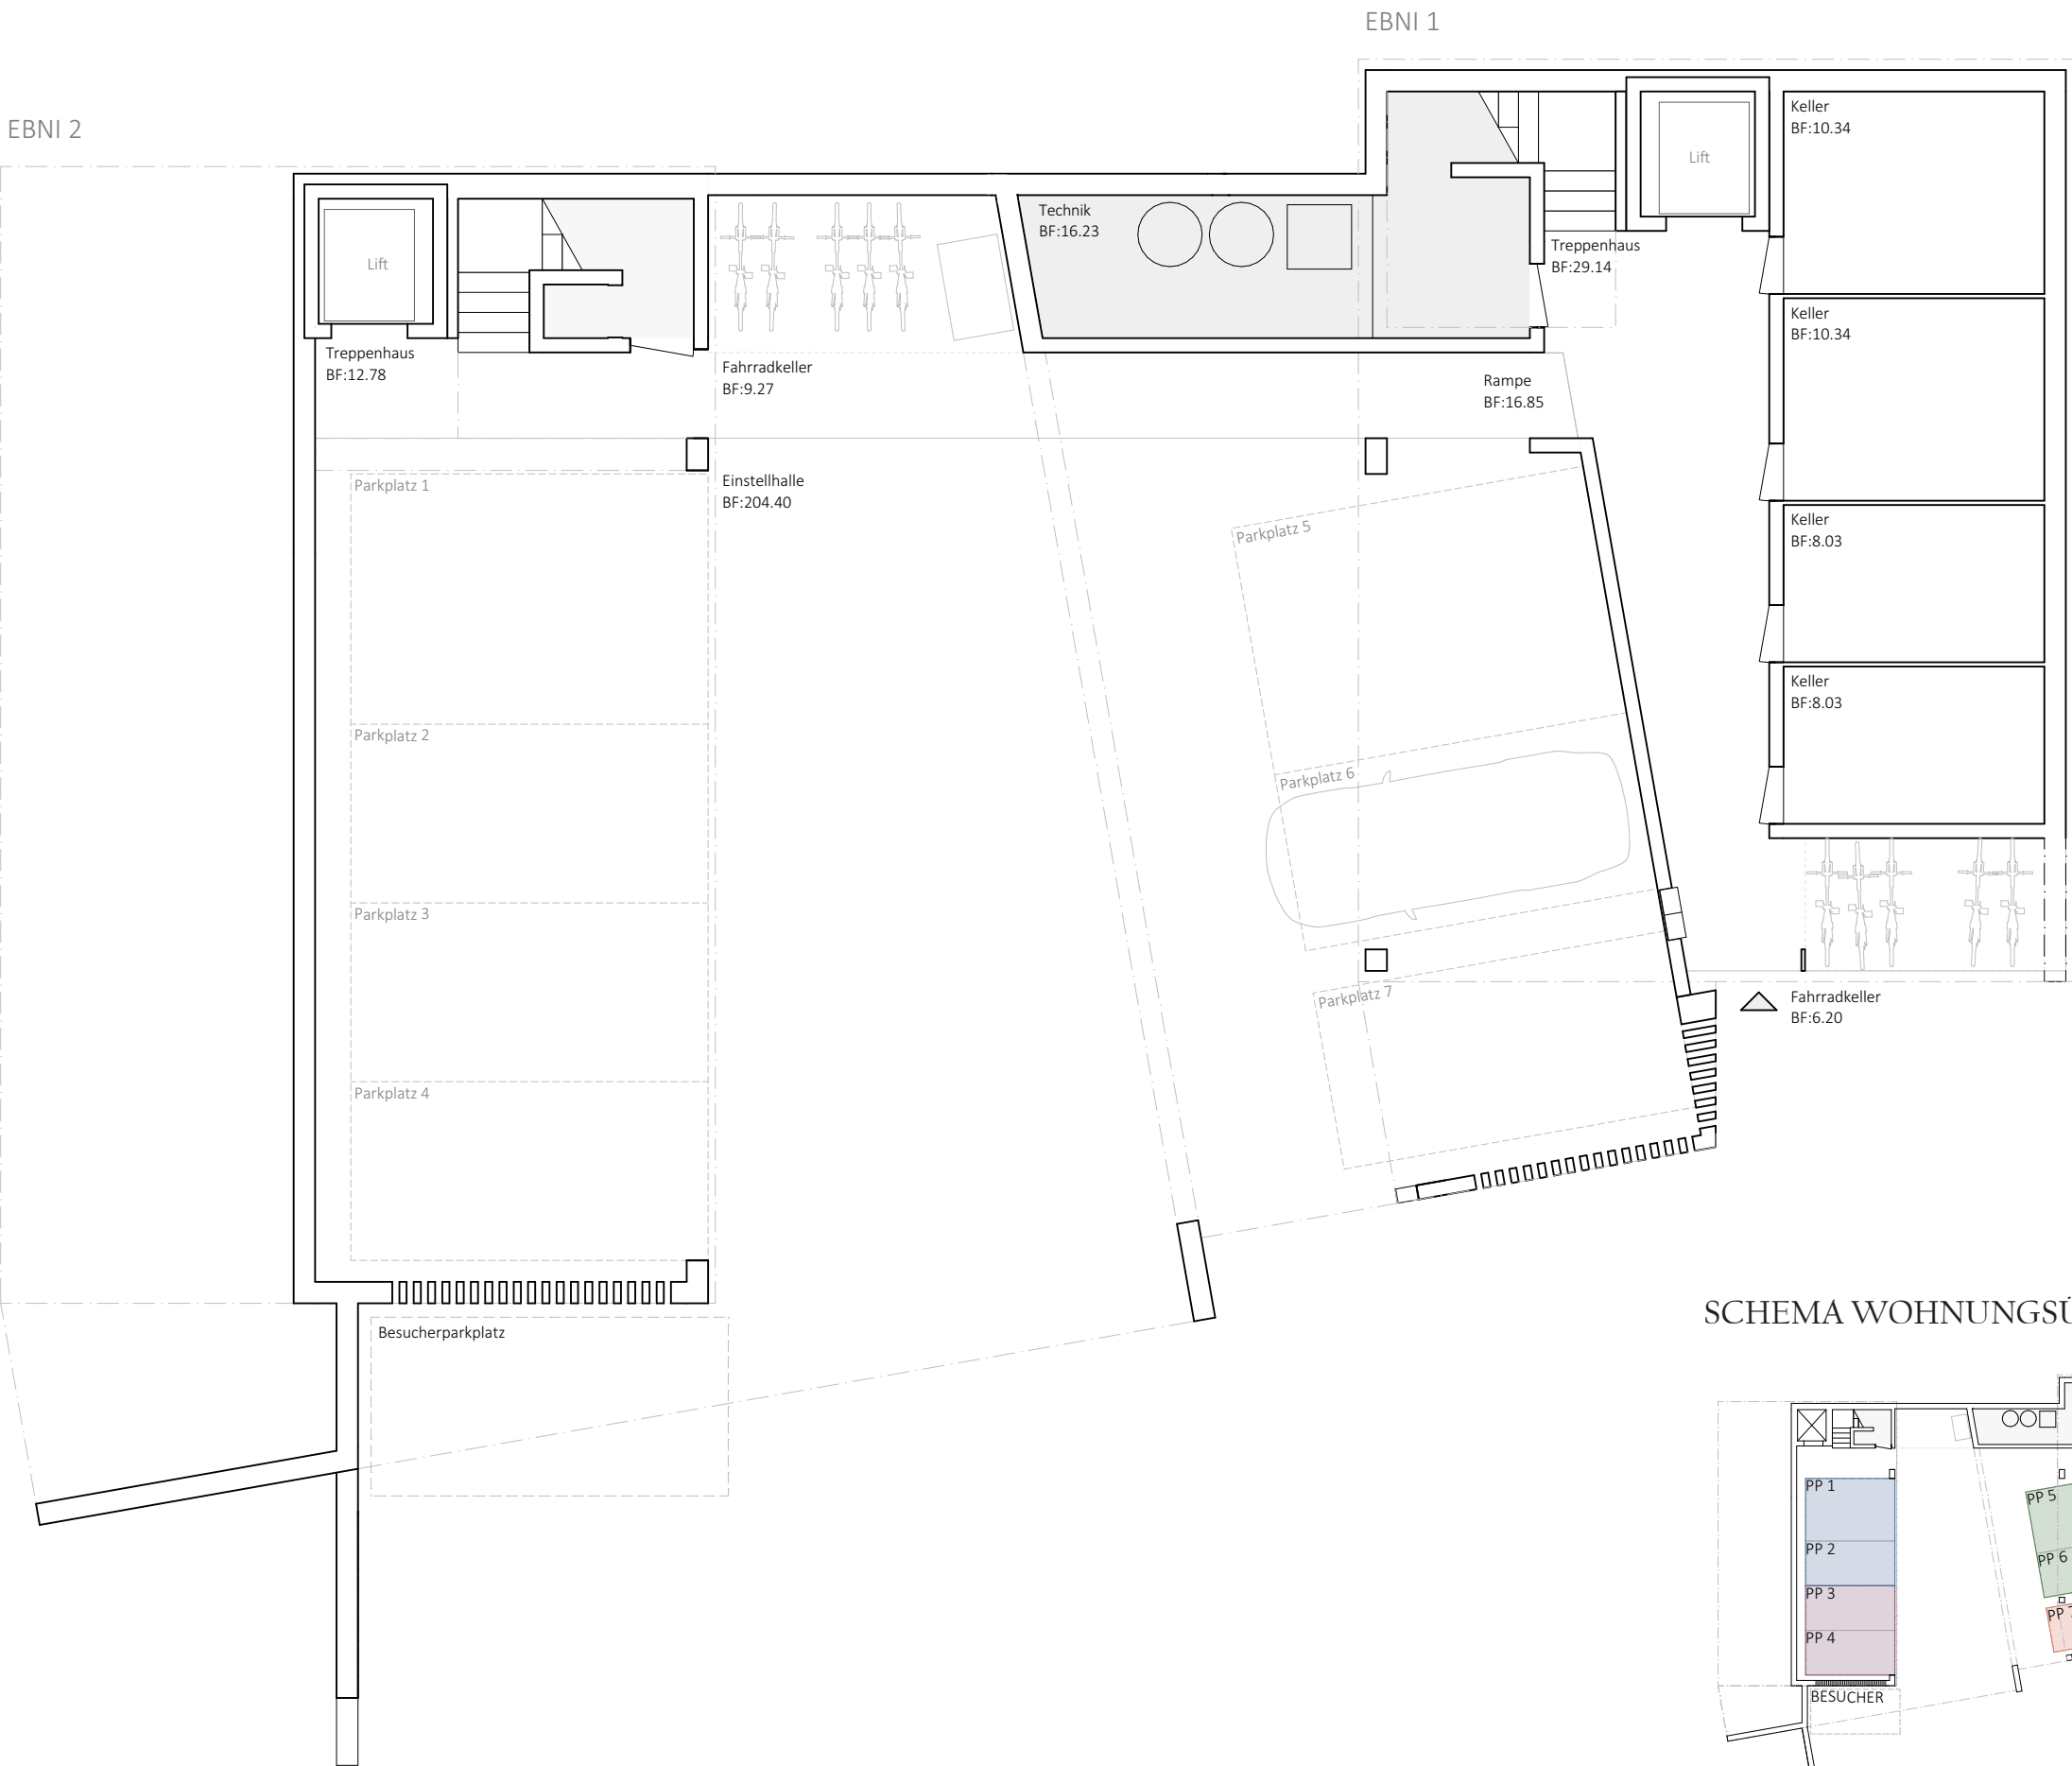 EBNI 1
EBNI 2
Lift
Treppenhaus
BF:12.78
Fahrradkeller
BF:9.27
Technik
BF:16.23
Treppenhaus
BF:29.14
Lift
Keller
BF:10.34
Keller
BF:10.34
Keller
BF:8.03
Keller
BF:8.03
Rampe
BF:16.85
Einstellhalle
BF:204.40
Parkplatz 1
Parkplatz 2
Parkplatz 3
Parkplatz 4
Parkplatz 5
Parkplatz 6
Parkplatz 7
Fahrradkeller
BF:6.20
Besucherparkplatz
SCHEMA WOHNUNGSÜ
PP 1
PP 2
PP 3
PP 4
PP 5
PP 6
PP 7
BESUCHER